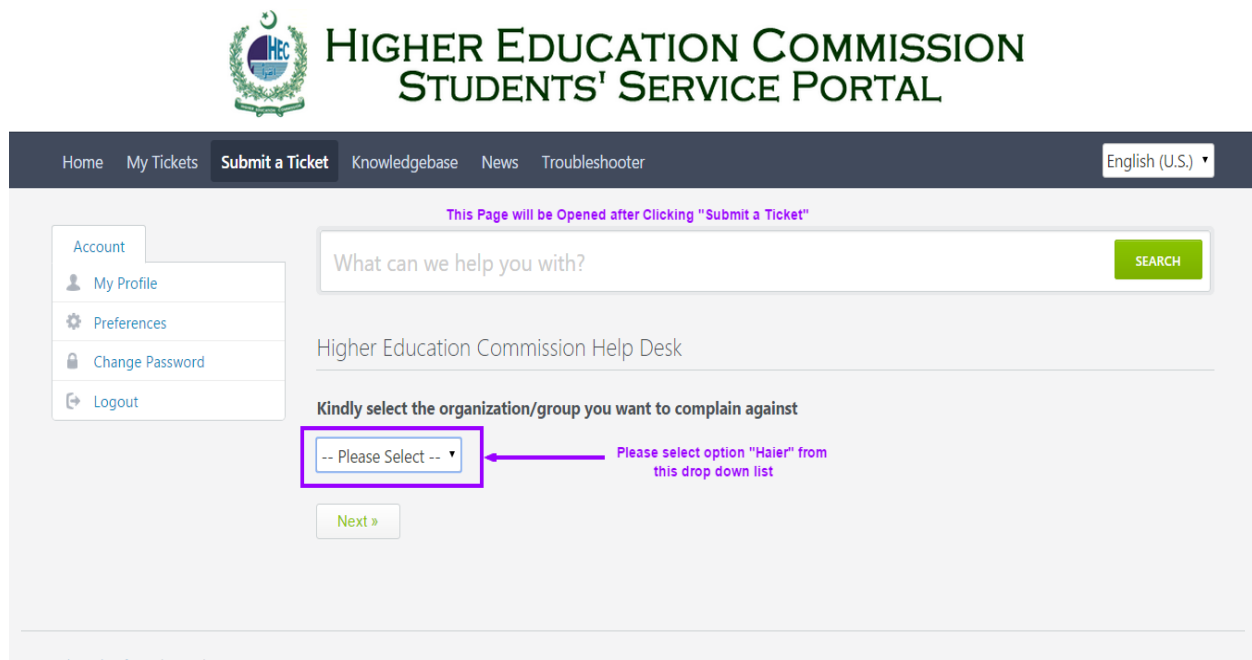 HEC
HIGHER EDUCATION COMMISSION
STUDENTS' SERVICE PORTAL
Home My Tickets Submit a Ticket Knowledgebase News Troubleshooter English (U.S.)
This Page will be Opened after Clicking "Submit a Ticket"
Account
My Profile
Preferences
Change Password
Logout
What can we help you with?
SEARCH
Higher Education Commission Help Desk
Kindly select the organization/group you want to complain against
-- Please Select --
Please select option "Haier" from
this drop down list
Next »